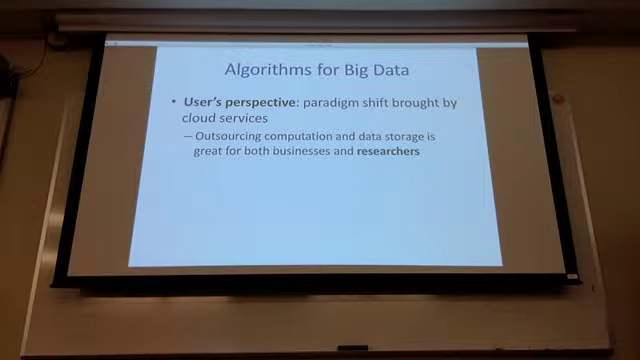 Algorithms for Big Data
• User's perspective: paradigm shift brought by
cloud services
– Outsourcing computation and data storage is
great for both businesses and researchers